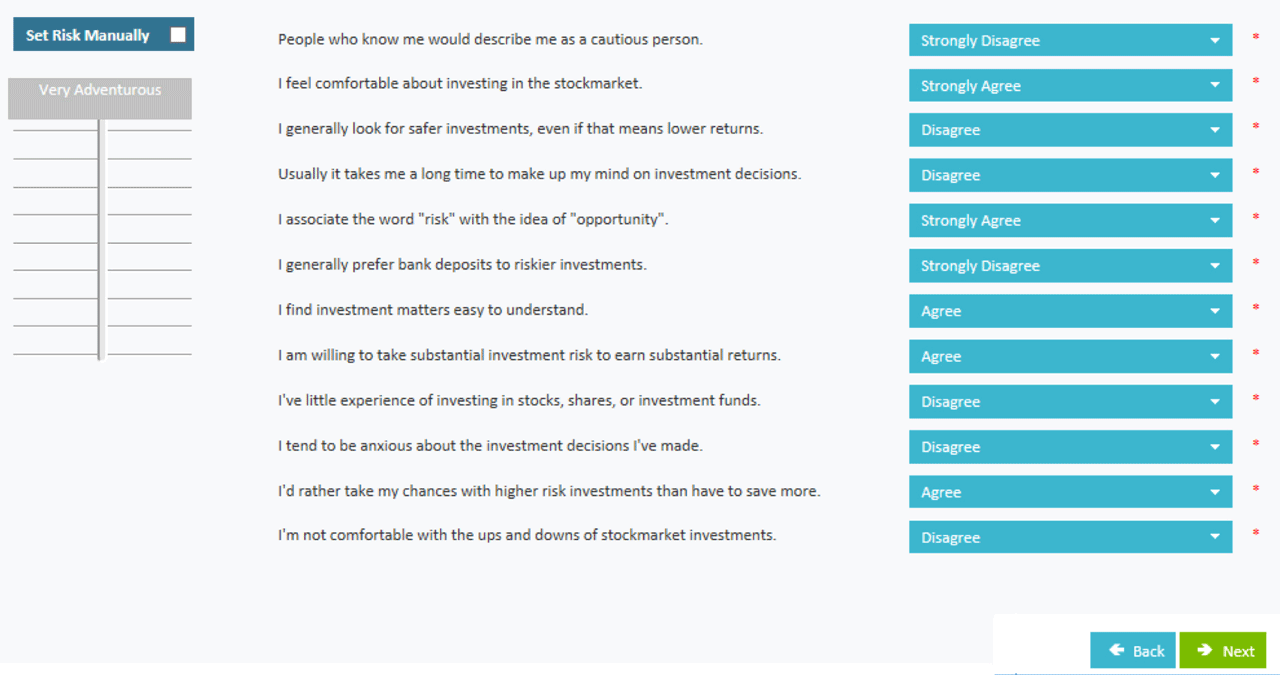 Set Risk Manually
Very Adventurous
People who know me would describe me as a cautious person. Strongly Disagree *
I feel comfortable about investing in the stockmarket. Strongly Agree *
I generally look for safer investments, even if that means lower returns. Disagree *
Usually it takes me a long time to make up my mind on investment decisions. Disagree *
I associate the word "risk" with the idea of "opportunity". Strongly Agree *
I generally prefer bank deposits to riskier investments. Strongly Disagree *
I find investment matters easy to understand. Agree *
I am willing to take substantial investment risk to earn substantial returns. Agree *
I've little experience of investing in stocks, shares, or investment funds. Disagree *
I tend to be anxious about the investment decisions I've made. Disagree *
I'd rather take my chances with higher risk investments than have to save more. Agree *
I'm not comfortable with the ups and downs of stockmarket investments. Disagree *
Back Next